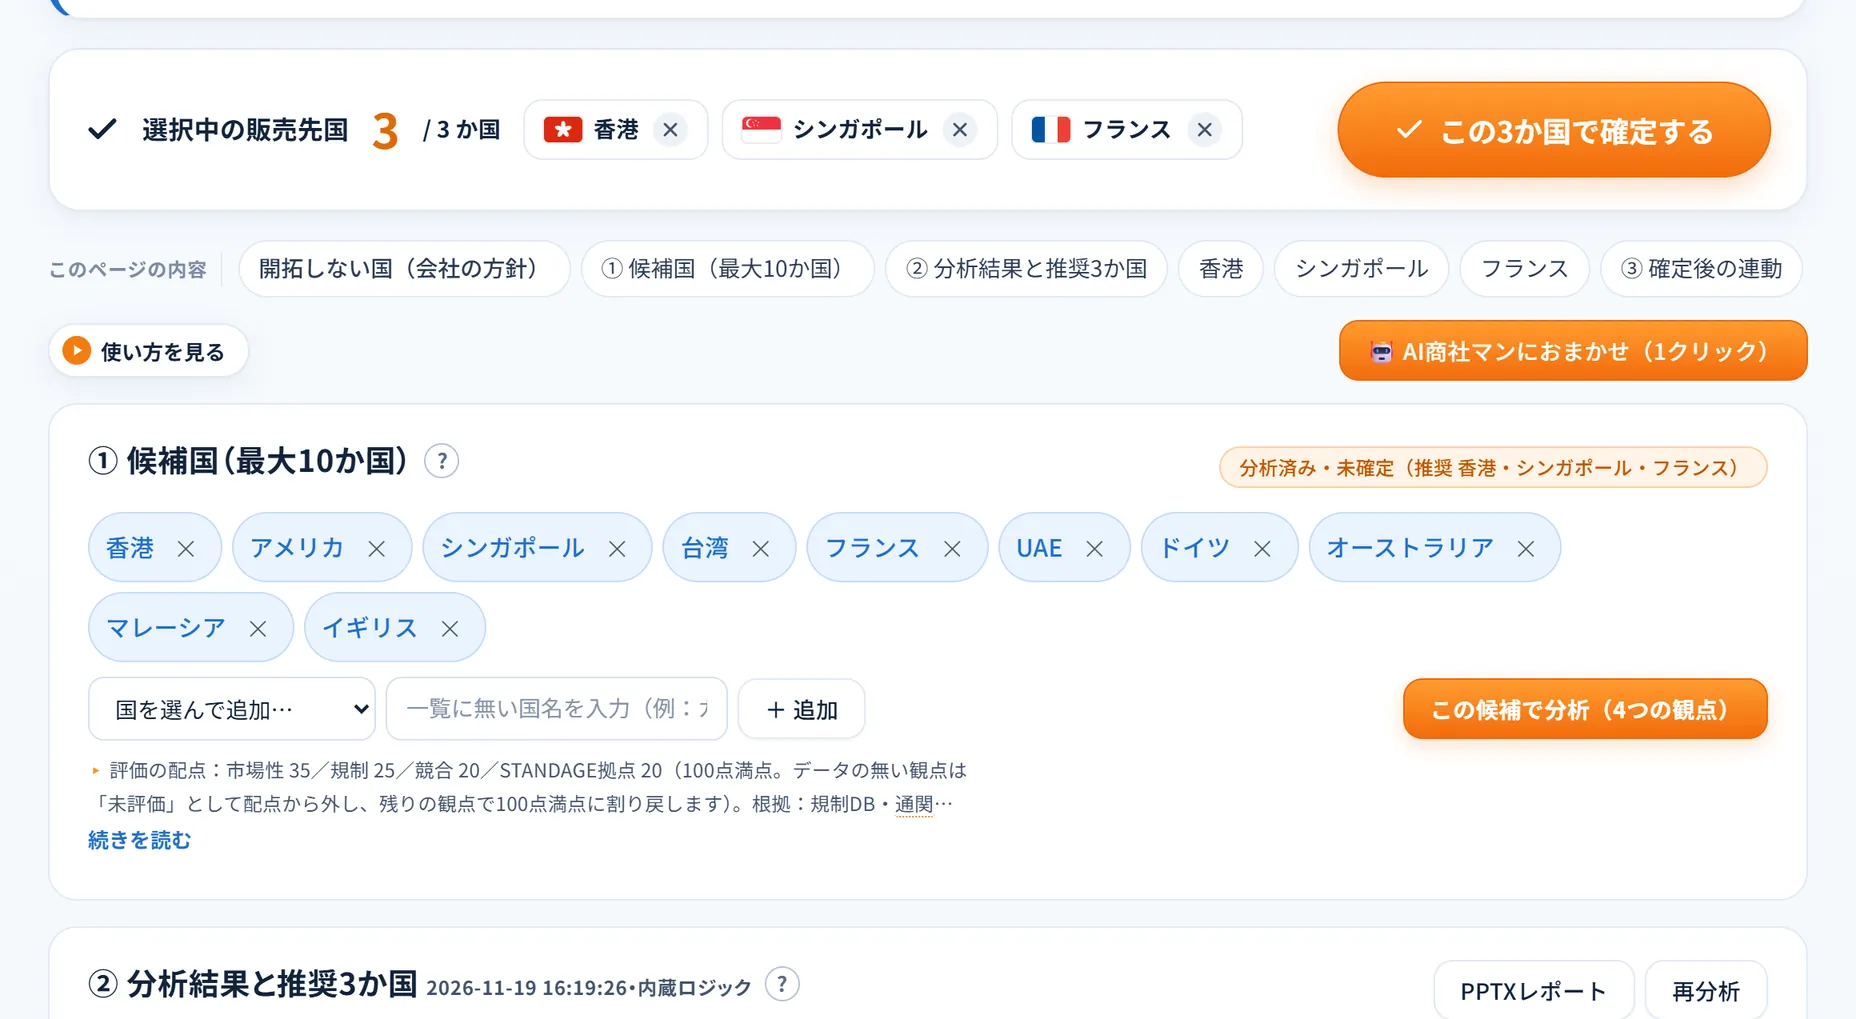 選択中の販売先国 3 / 3 か国 香港 シンガポール フランス この3か国で確定する
このページの内容 開拓しない国（会社の方針） ① 候補国（最大10か国） ② 分析結果と推奨3か国 香港 シンガポール フランス ③ 確定後の連動
使い方を見る AI商社マンにおまかせ（1クリック）
① 候補国（最大10か国） ? 分析済み・未確定（推奨 香港・シンガポール・フランス）
香港 アメリカ シンガポール 台湾 フランス UAE ドイツ オーストラリア
マレーシア イギリス
国を選んで追加… 一覧に無い国名を入力（例： ＋ 追加 この候補で分析（4つの観点）
評価の配点：市場性 35／規制 25／競合 20／STANDAGE拠点 20（100点満点。データの無い観点は
「未評価」として配点から外し、残りの観点で100点満点に割り戻します）。根拠：規制DB・通関…
続きを読む
② 分析結果と推奨3か国 2026-11-19 16:19:26・内蔵ロジック ? PPTXレポート 再分析